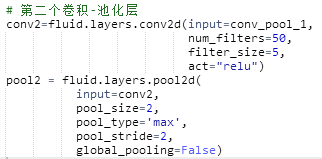 # 第二个卷积-池化层
conv2=fluid.layers.conv2d(input=conv_pool_1,
num_filters=50,
filter_size=5,
act="relu")
pool2 = fluid.layers.pool2d(
input=conv2,
pool_size=2,
pool_type='max',
pool_stride=2,
global_pooling=False)